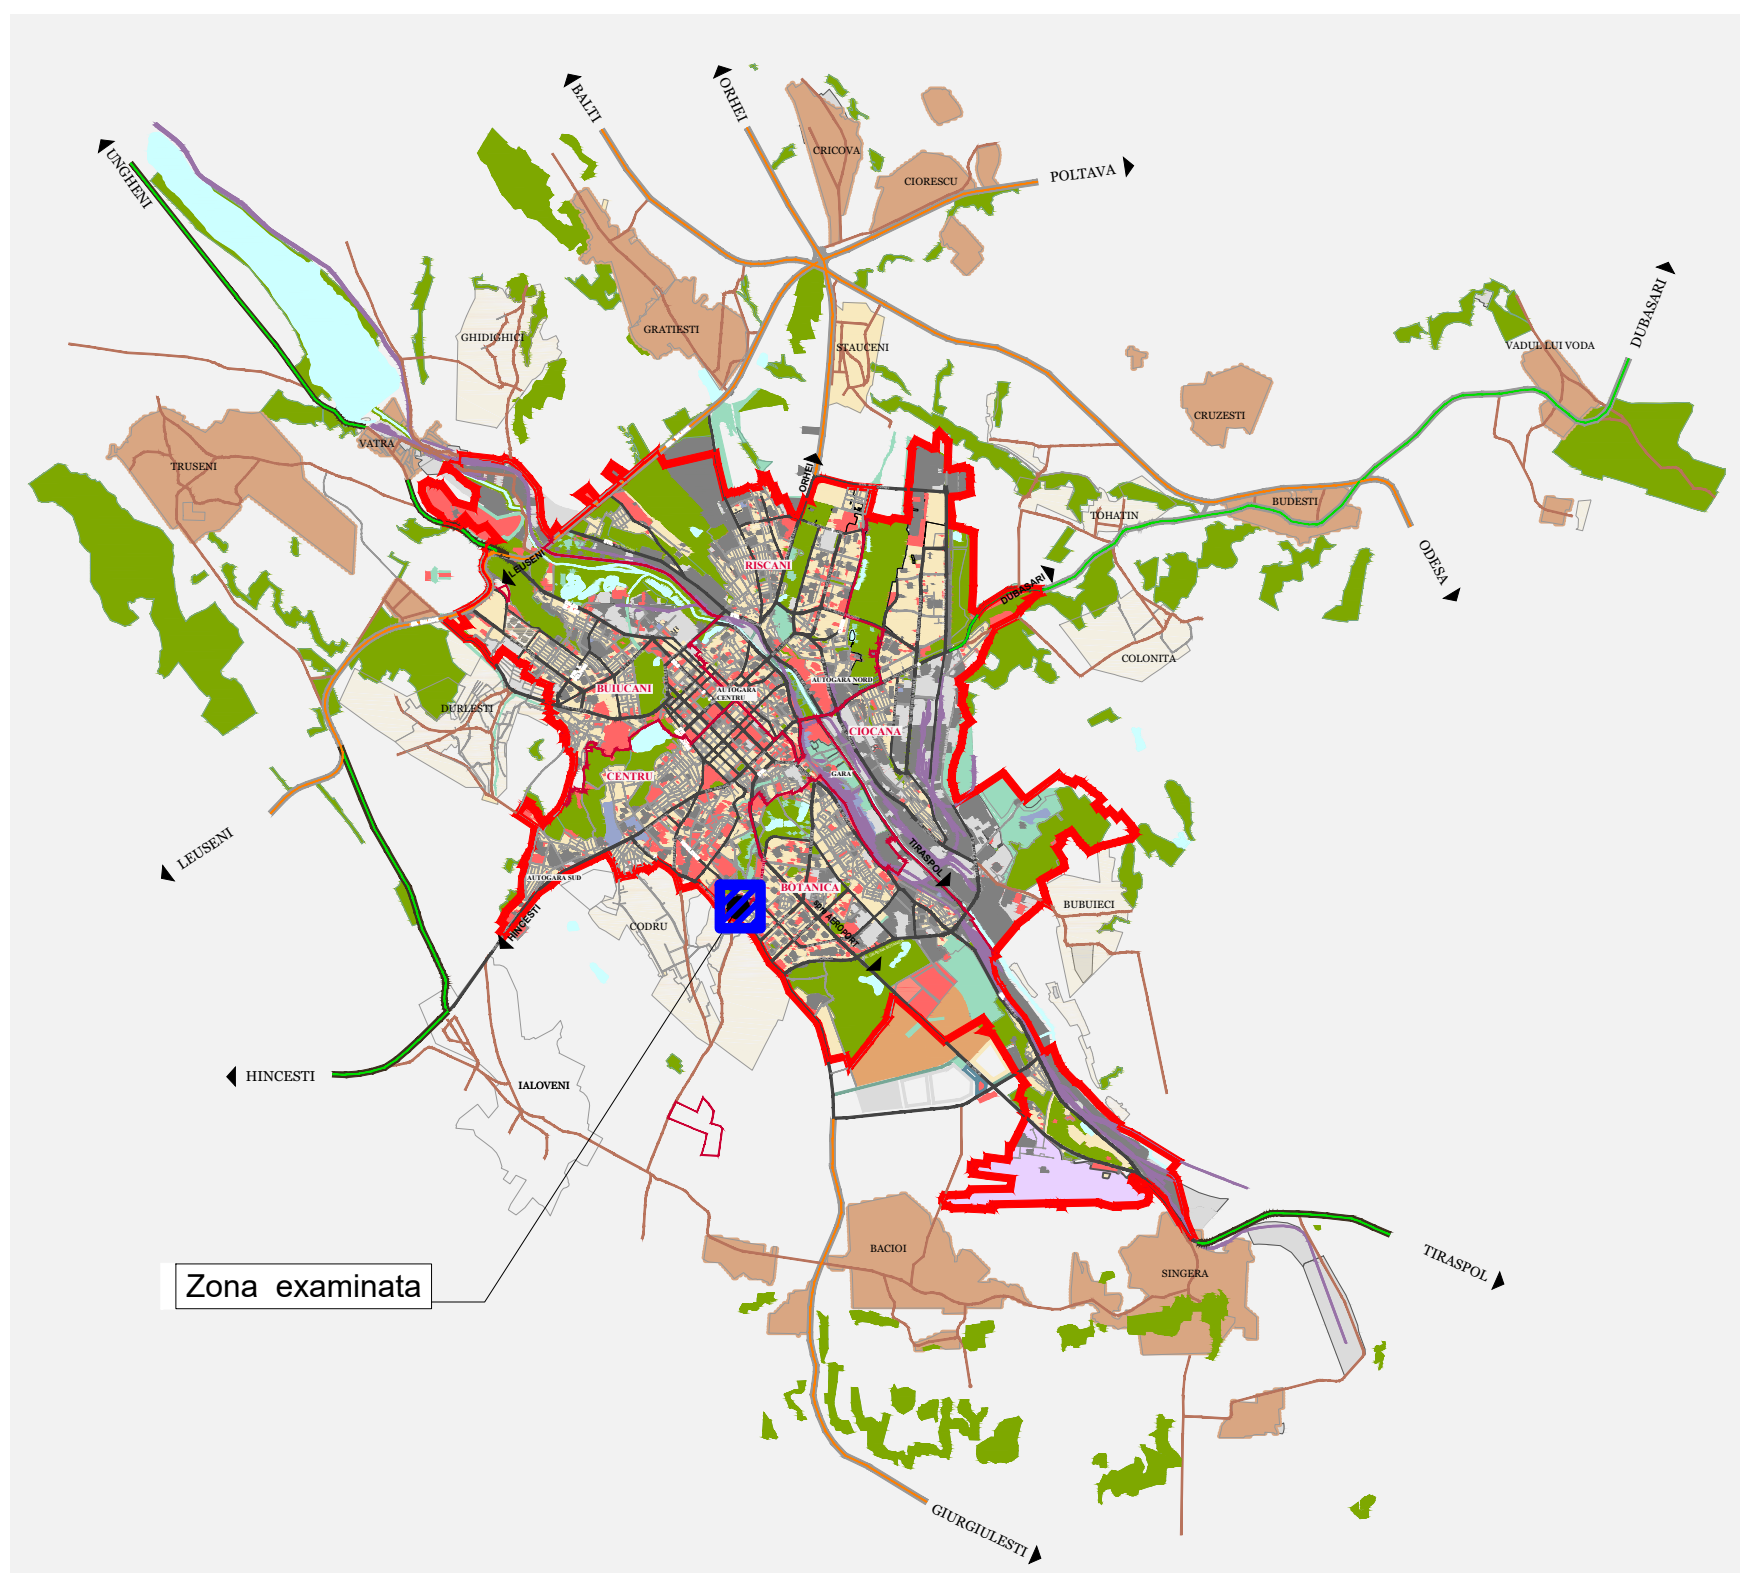 BALTI
ORHEI
UNGHENI
CRICOVA
CIORESCU
POLTAVA
GHIDIGHICI
GRATIESTI
STAUCENI
DUBASARI
VADUL LUI VODA
CRUZESTI
VATRA
TRUSENI
ORHEI
BUDESTI
TOHATIN
ODESA
LEUSENI
RISCANI
DUBASARI
COLONITA
BUIUCANI
AUTOGARA
CENTRU
AUTOGARA NORD
DURLESTI
CIOCANA
CENTRU
GARA
LEUSENI
TIRASPOL
AUTOGARA SUD
BOTANICA
BUBUIECI
HINCESTI
CODRU
spre AEROPORT
HINCESTI
IALOVENI
BACIOI
SINGERA
TIRASPOL
Zona examinata
GIURGIULESTI